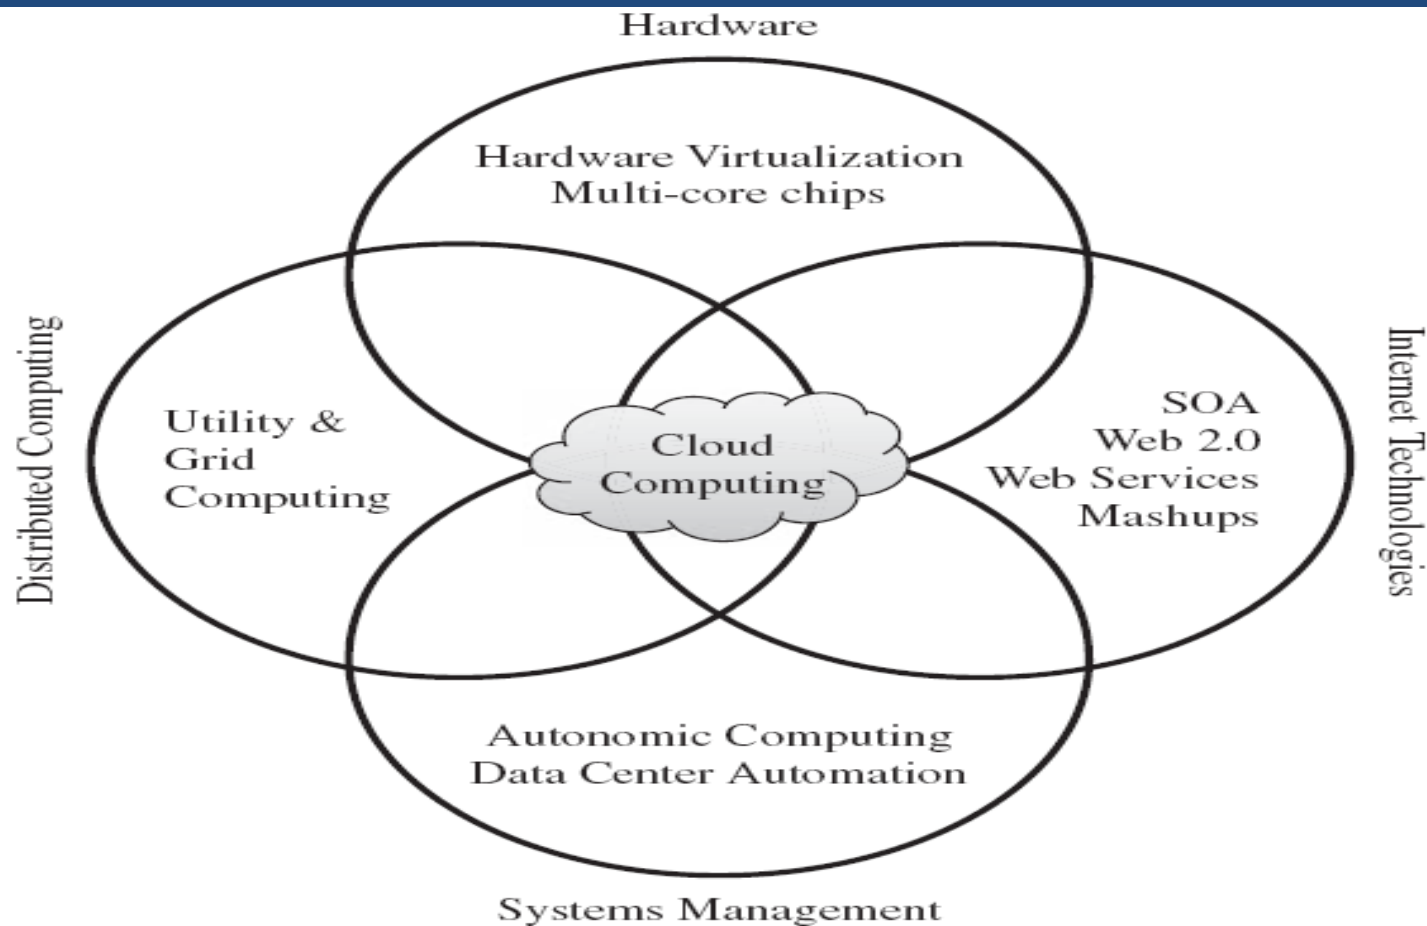 Hardware
Hardware Virtualization
Multi-core chips
Distributed Computing
Utility &
Grid
Computing
Cloud
Computing
SOA
Web 2.0
Web Services
Mashups
Internet Technologies
Autonomic Computing
Data Center Automation
Systems Management